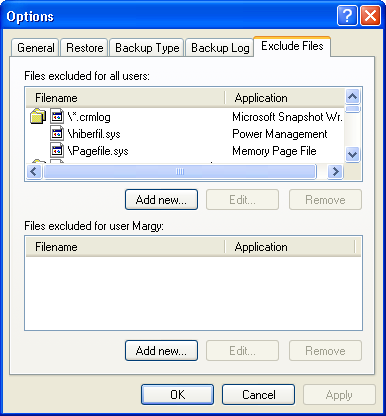 Options
General Restore Backup Type Backup Log Exclude Files
Files excluded for all users:
Filename Application
\*.crmlog Microsoft Snapshot Wr.
\hiberfil.sys Power Management
\Pagefile.sys Memory Page File
Add new... Edit... Remove
Files excluded for user Margy:
Filename Application
Add new... Edit... Remove
OK Cancel Apply